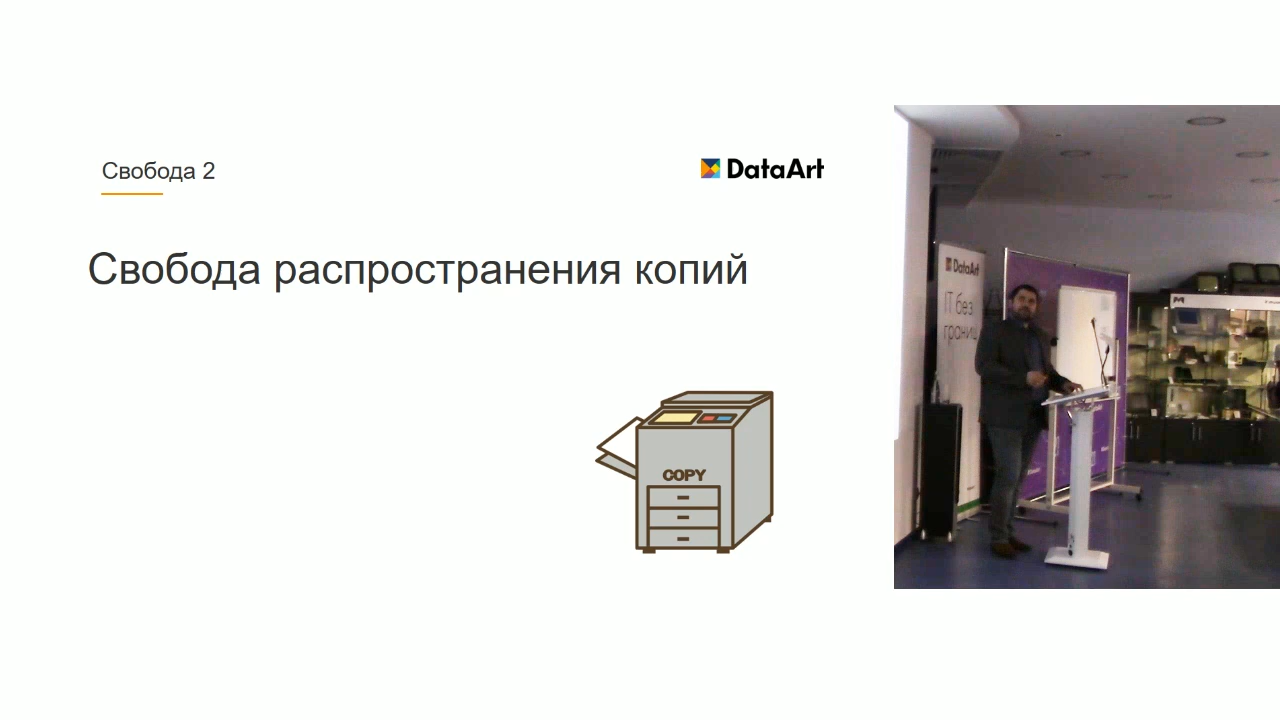 Свобода 2
DataArt
Свобода распространения копий
COPY
DataArt
IT без
границ